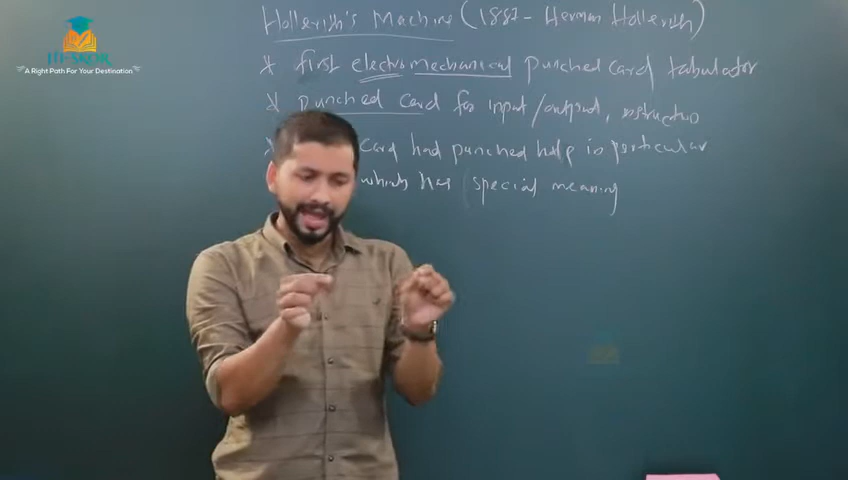 A Right Path For Your Destination
Hollerith's Machine (1887 - Herman Hollerith)
* first electromechanical punched card tabulator
* punched card for input/output, instruction
* card had punched hole in particular
which has special meaning